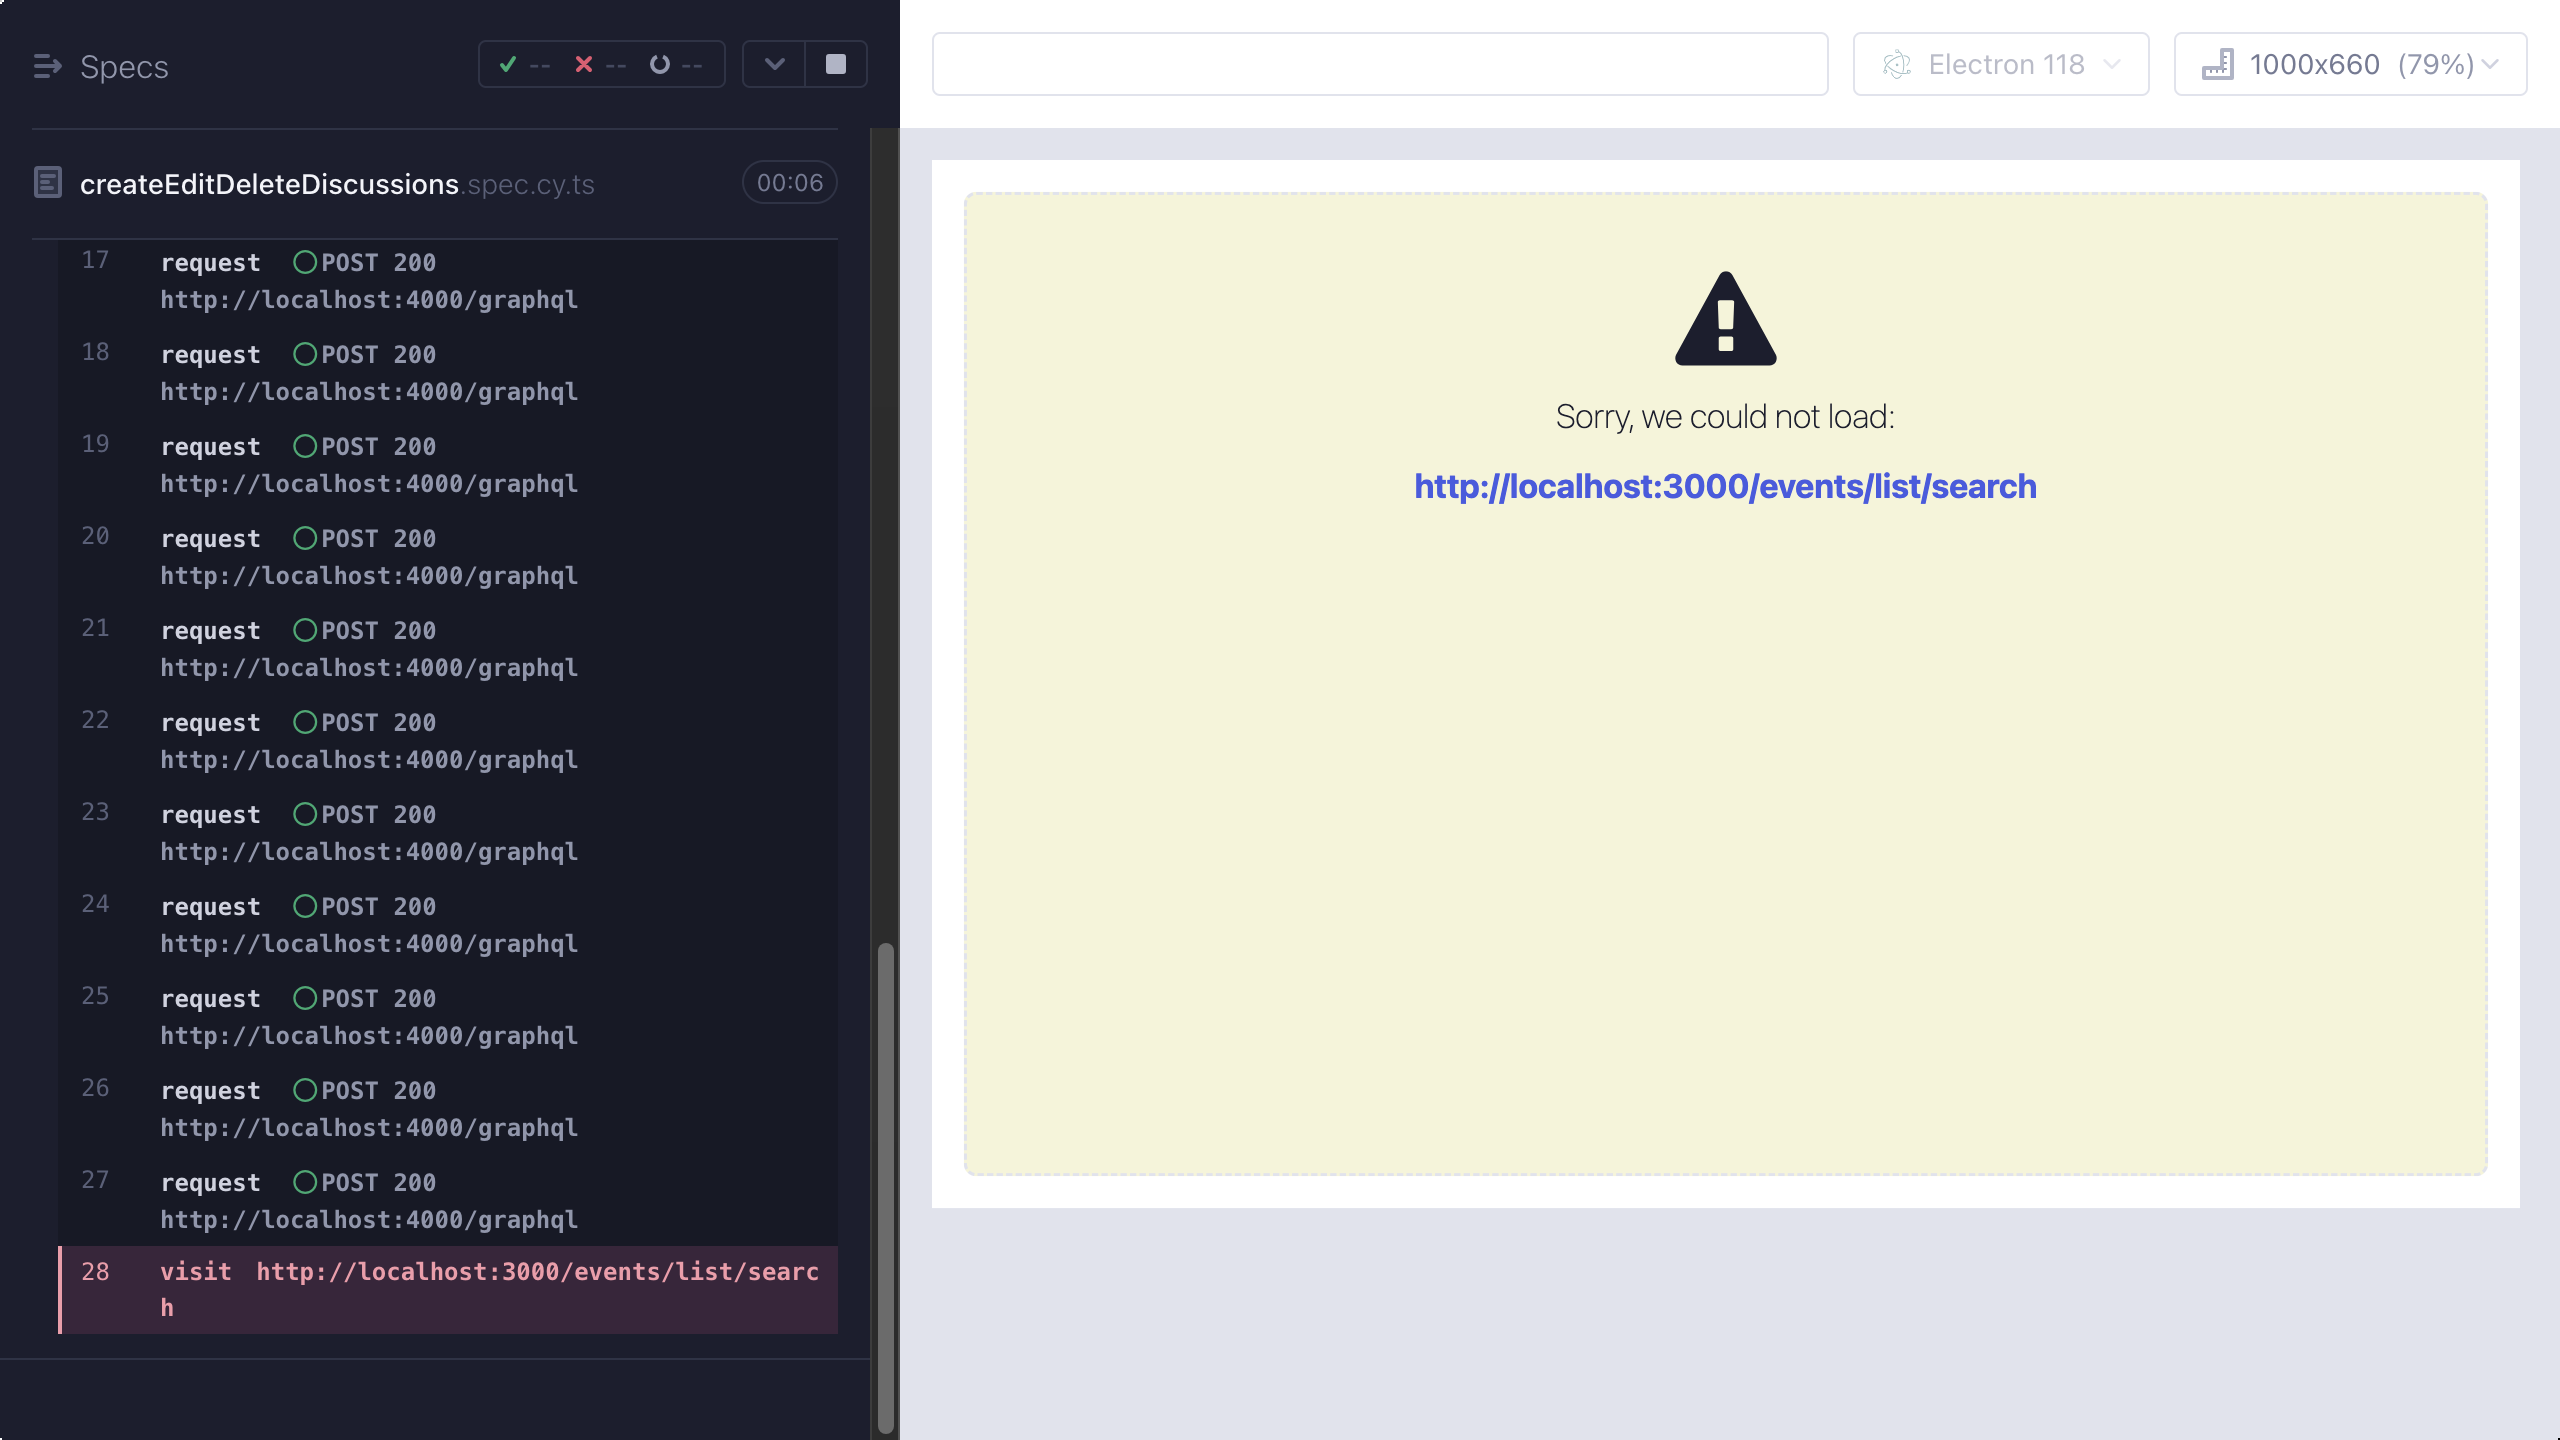 Specs
-- -- --
createEditDeleteDiscussions.spec.cy.ts
00:06
17 request POST 200
http://localhost:4000/graphql
18 request POST 200
http://localhost:4000/graphql
19 request POST 200
http://localhost:4000/graphql
20 request POST 200
http://localhost:4000/graphql
21 request POST 200
http://localhost:4000/graphql
22 request POST 200
http://localhost:4000/graphql
23 request POST 200
http://localhost:4000/graphql
24 request POST 200
http://localhost:4000/graphql
25 request POST 200
http://localhost:4000/graphql
26 request POST 200
http://localhost:4000/graphql
27 request POST 200
http://localhost:4000/graphql
28 visit http://localhost:3000/events/list/searc
h
Electron 118
1000x660 (79%)
Sorry, we could not load:
http://localhost:3000/events/list/search